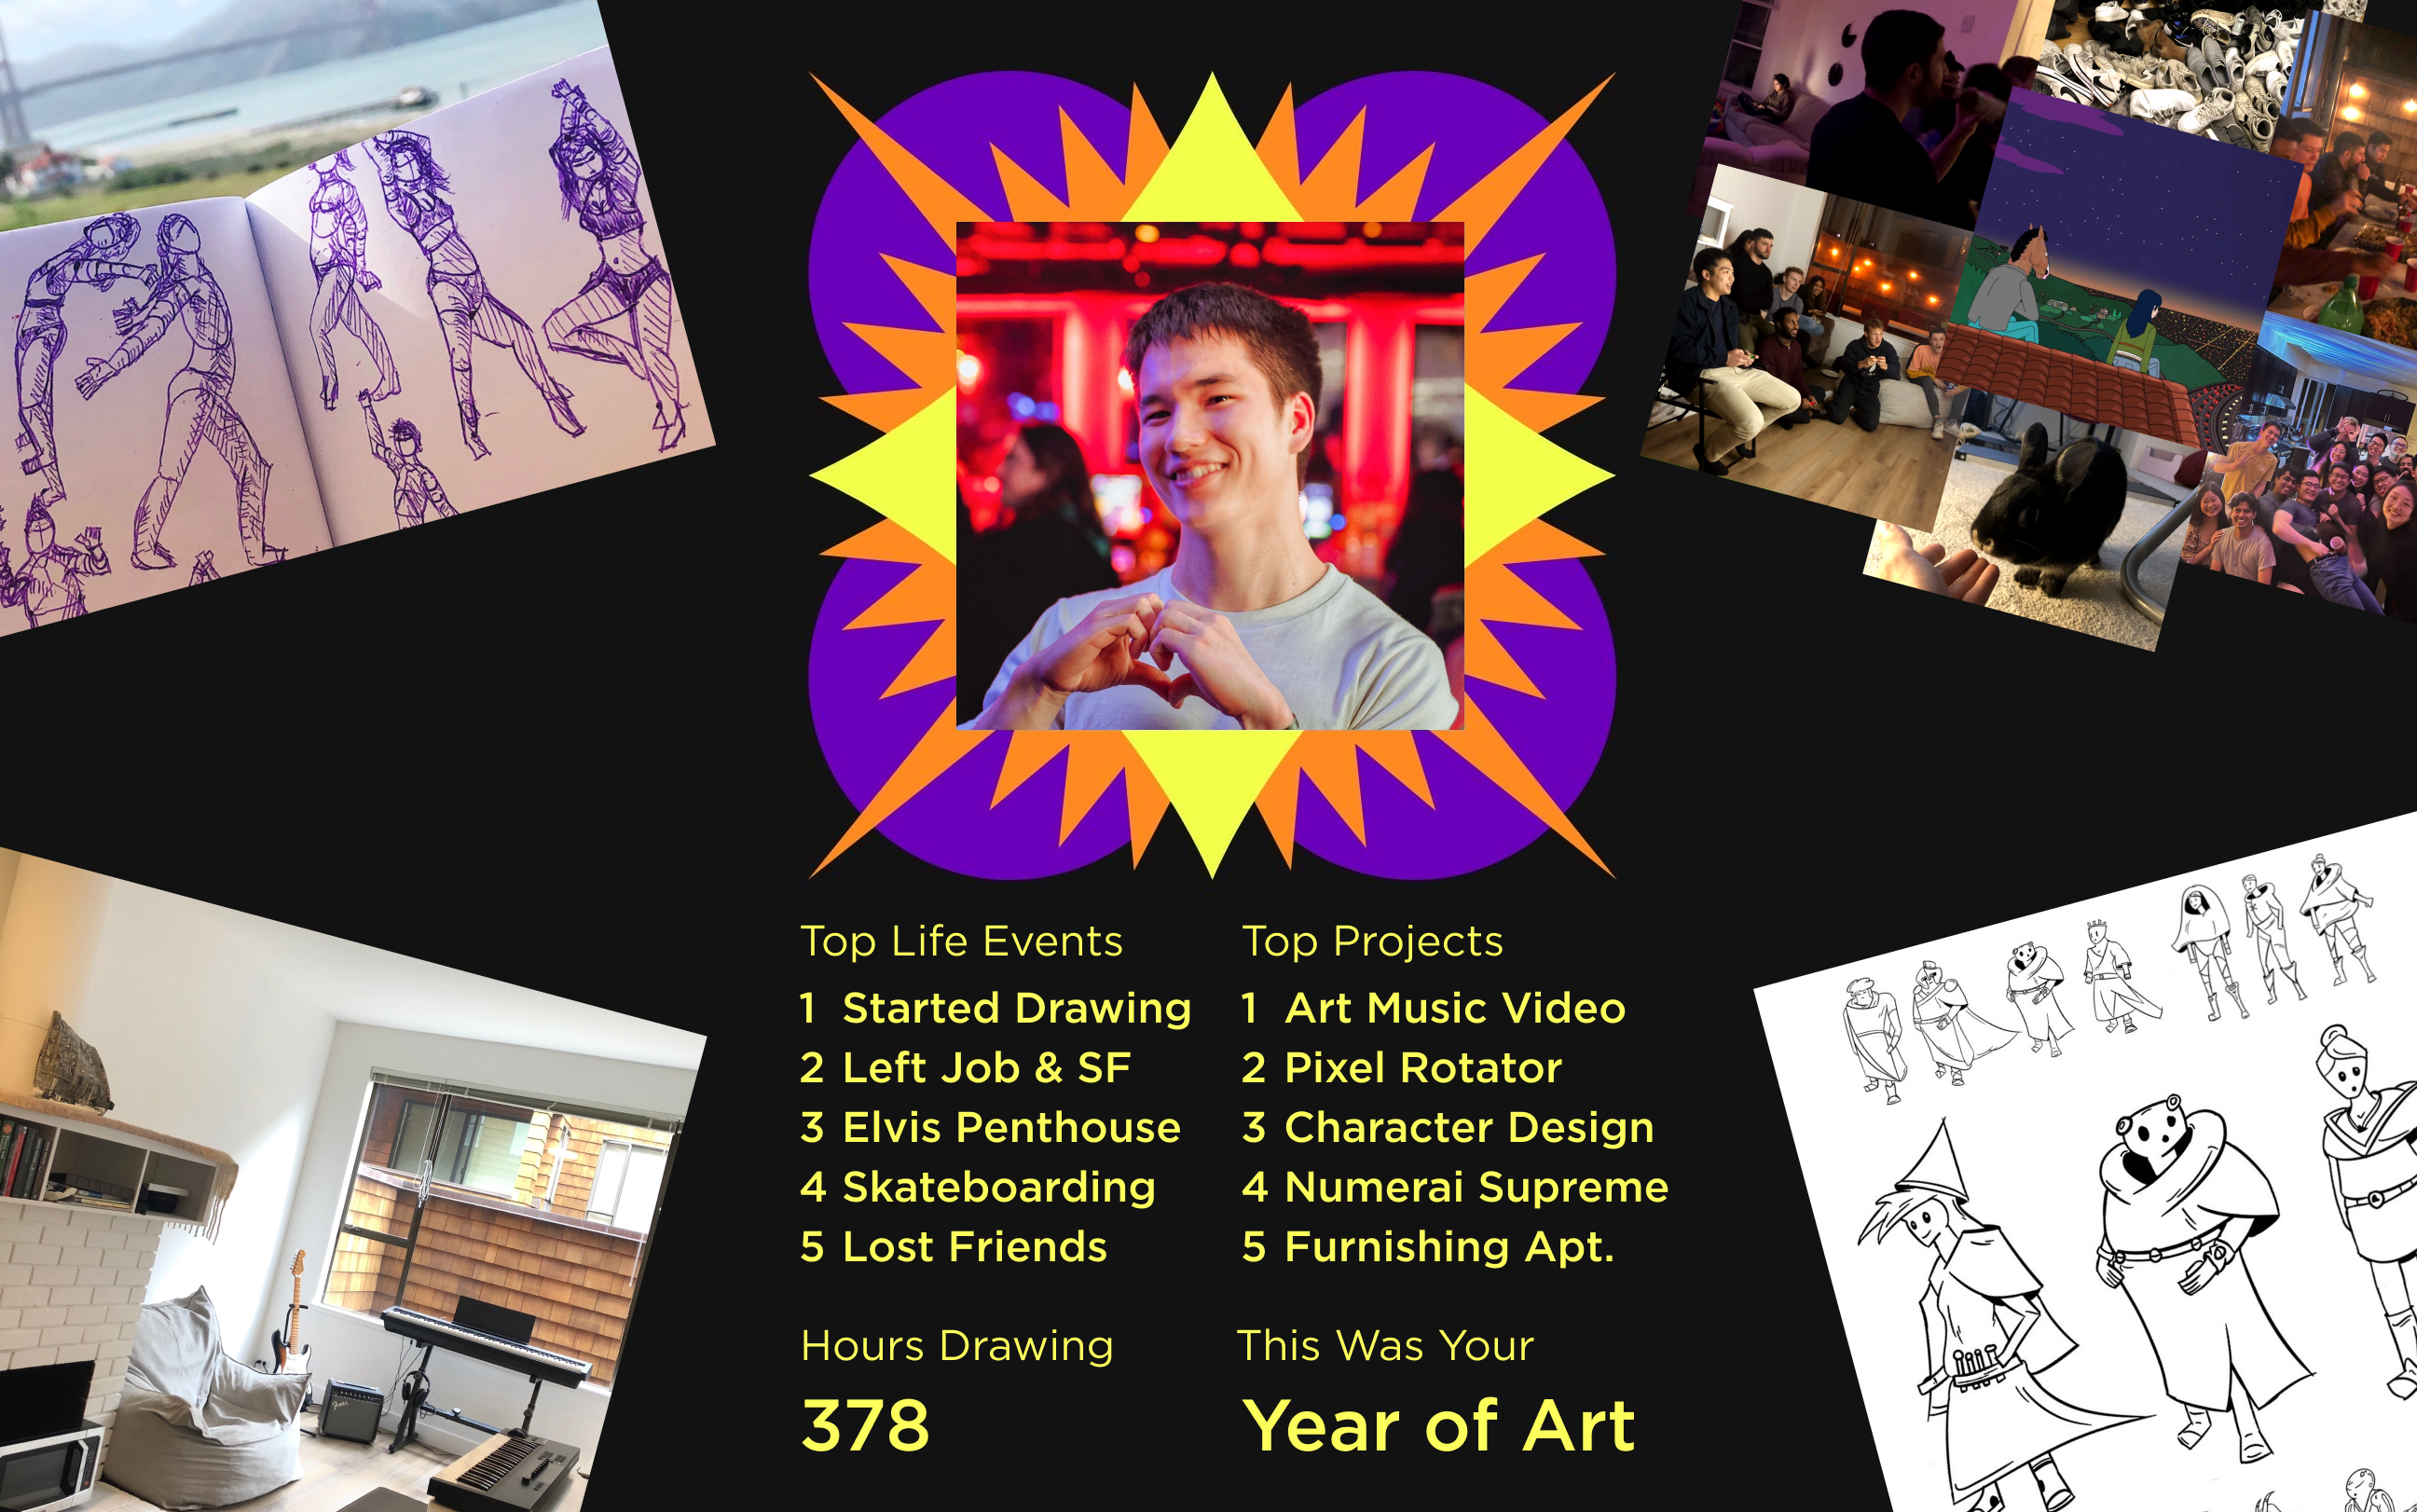 Top Life Events
1 Started Drawing
2 Left Job & SF
3 Elvis Penthouse
4 Skateboarding
5 Lost Friends
Top Projects
1 Art Music Video
2 Pixel Rotator
3 Character Design
4 Numerai Supreme
5 Furnishing Apt.
Hours Drawing
378
This Was Your
Year of Art
Fender